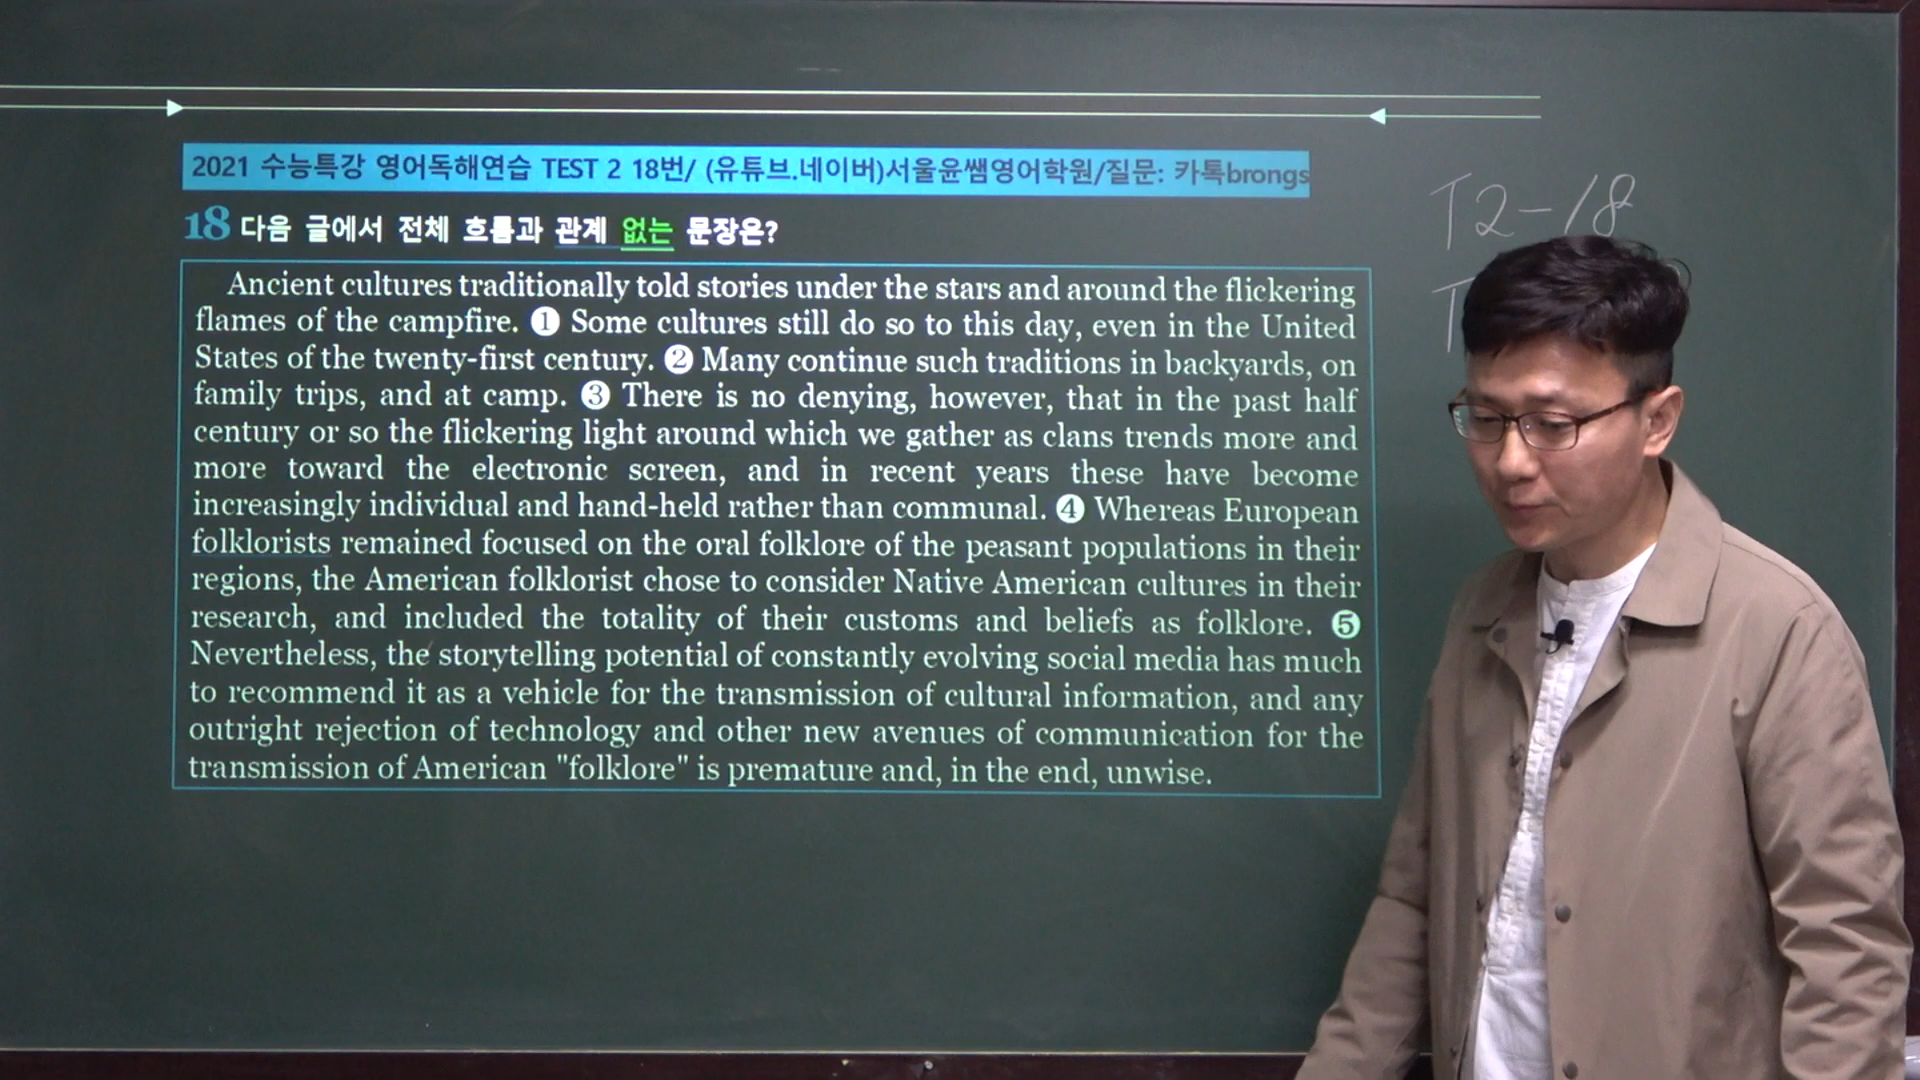 2021 수능특강 영어독해연습 TEST 2 18번/ (유튜브.네이버)서울윤쌤영어학원/질문: 카톡brongs
T2-18
18 다음 글에서 전체 흐름과 관계 없는 문장은?
Ancient cultures traditionally told stories under the stars and around the flickering
flames of the campfire. ❶ Some cultures still do so to this day, even in the United
States of the twenty-first century. ❷ Many continue such traditions in backyards, on
family trips, and at camp. ❸ There is no denying, however, that in the past half
century or so the flickering light around which we gather as clans trends more and
more toward the electronic screen, and in recent years these have become
increasingly individual and hand-held rather than communal. ❹ Whereas European
folklorists remained focused on the oral folklore of the peasant populations in their
regions, the American folklorist chose to consider Native American cultures in their
research, and included the totality of their customs and beliefs as folklore. ❺
Nevertheless, the storytelling potential of constantly evolving social media has much
to recommend it as a vehicle for the transmission of cultural information, and any
outright rejection of technology and other new avenues of communication for the
transmission of American "folklore" is premature and, in the end, unwise.